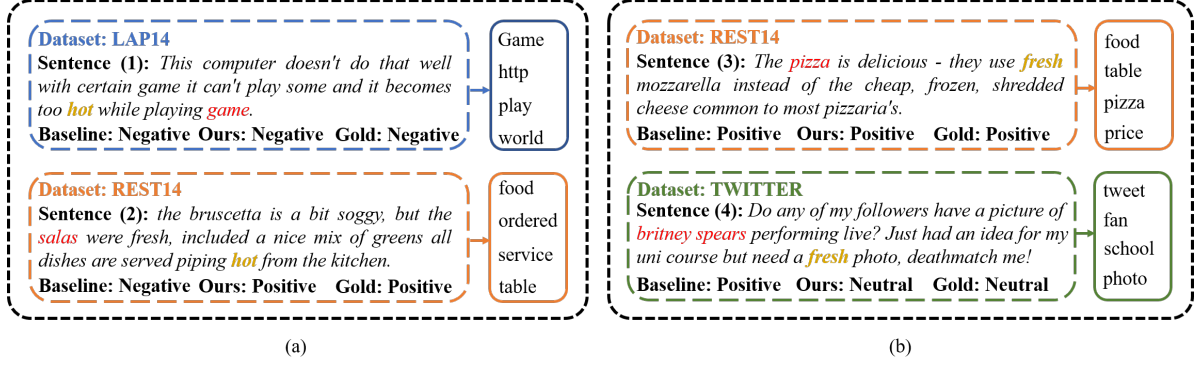 Dataset: LAP14
Sentence (1): This computer doesn't do that well
with certain game it can't play some and it becomes
too hot while playing game.
Baseline: Negative Ours: Negative Gold: Negative
Game
http
play
world
Dataset: REST14
Sentence (2): the bruscetta is a bit soggy, but the
salas were fresh, included a nice mix of greens all
dishes are served piping hot from the kitchen.
Baseline: Negative Ours: Positive Gold: Positive
food
ordered
service
table
(a)
Dataset: REST14
Sentence (3): The pizza is delicious - they use fresh
mozzarella instead of the cheap, frozen, shredded
cheese common to most pizzaria's.
Baseline: Positive Ours: Positive Gold: Positive
food
table
pizza
price
Dataset: TWITTER
Sentence (4): Do any of my followers have a picture of
britney spears performing live? Just had an idea for my
uni course but need a fresh photo, deathmatch me!
Baseline: Positive Ours: Neutral Gold: Neutral
tweet
fan
school
photo
(b)